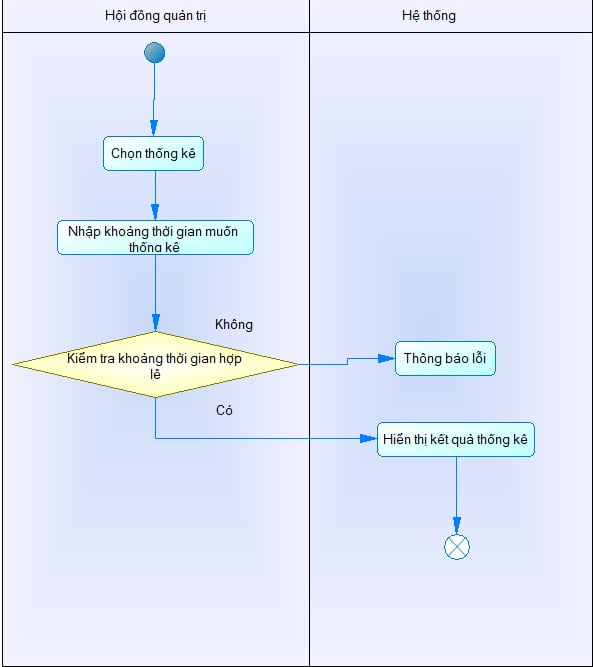 Hội đồng quản trị
Hệ thống
Chọn thống kê
Nhập khoảng thời gian muốn
thống kê
Không
Kiểm tra khoảng thời gian hợp
lê
Thông báo lỗi
Có
Hiển thị kết quả thống kê